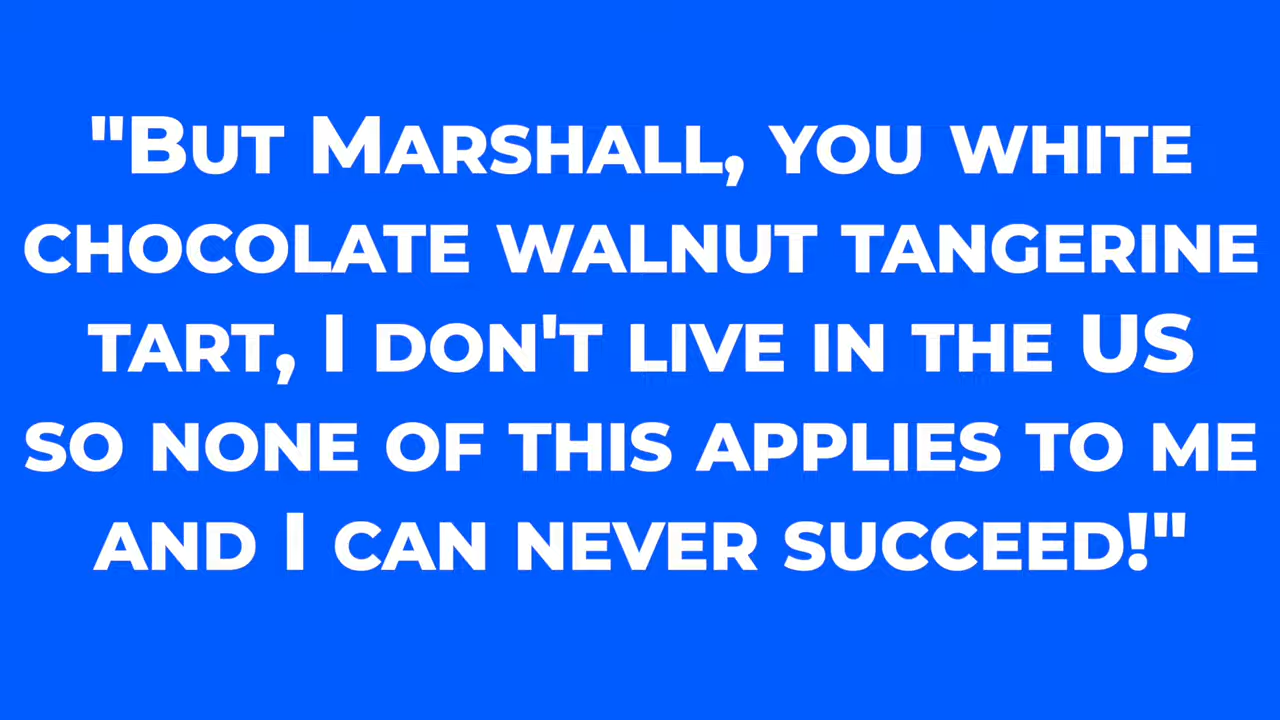 "But Marshall, you white
chocolate walnut tangerine
tart, I don't live in the US
so none of this applies to me
and I can never succeed!"